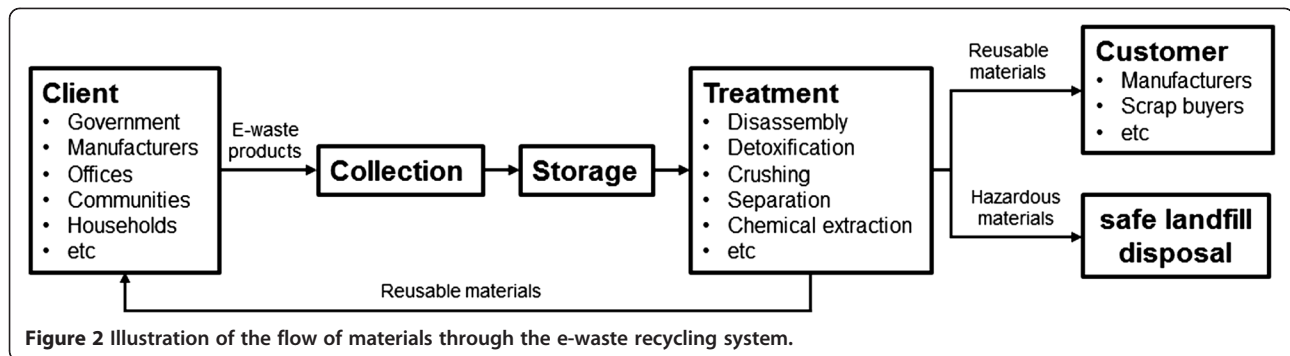 Client
• Government
• Manufacturers
• Offices
• Communities
• Households
• etc
E-waste
products
Collection
Storage
Treatment
• Disassembly
• Detoxification
• Crushing
• Separation
• Chemical extraction
• etc
Reusable
materials
Customer
• Manufacturers
• Scrap buyers
• etc
Hazardous
materials
safe landfill
disposal
Reusable materials
Figure 2 Illustration of the flow of materials through the e-waste recycling system.